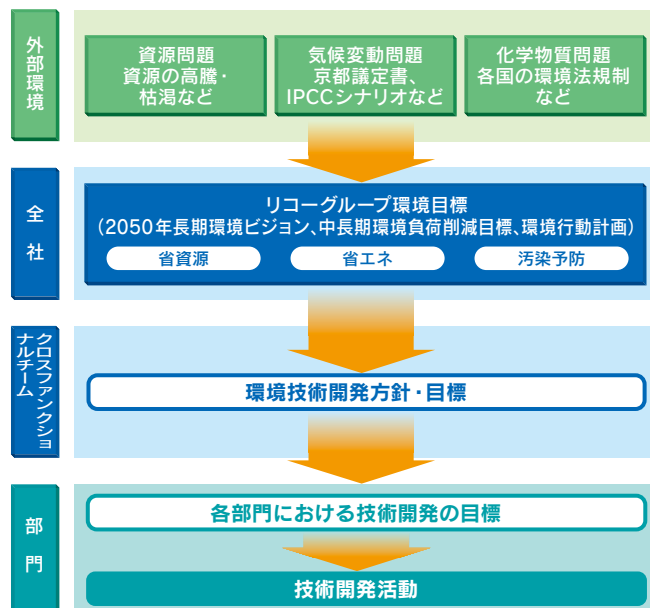 外部環境
資源問題
資源の高騰・
枯渇など
気候変動問題
京都議定書、
IPCCシナリオなど
化学物質問題
各国の環境法規制
など
全社
リコーグループ環境目標
(2050年長期環境ビジョン、中長期環境負荷削減目標、環境行動計画)
省資源
省エネ
汚染予防
クロスファンクショ
ナルチーム
環境技術開発方針・目標
部門
各部門における技術開発の目標
技術開発活動